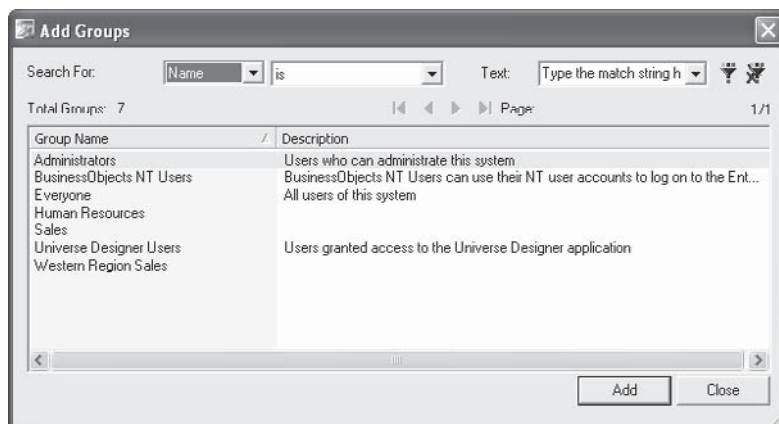 Add Groups
Search For: Name is Text: Type the match string h
Total Groups: 7 Page: 1/1
Group Name Description
Administrators Users who can administrate this system
BusinessObjects NT Users BusinessObjects NT Users can use their NT user accounts to log on to the Ent...
Everyone All users of this system
Human Resources
Sales
Universe Designer Users Users granted access to the Universe Designer application
Western Region Sales
Add Close